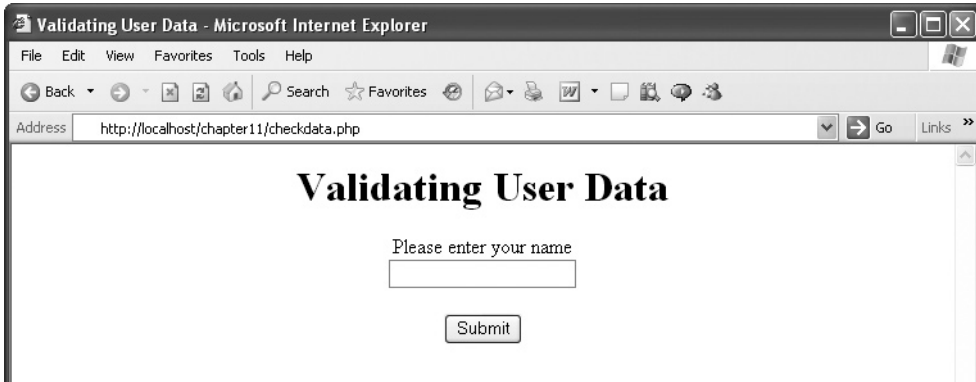 Validating User Data - Microsoft Internet Explorer
File Edit View Favorites Tools Help
Back Search Favorites
Address http://localhost/chapter11/checkdata.php Go Links »
Validating User Data
Please enter your name
Submit